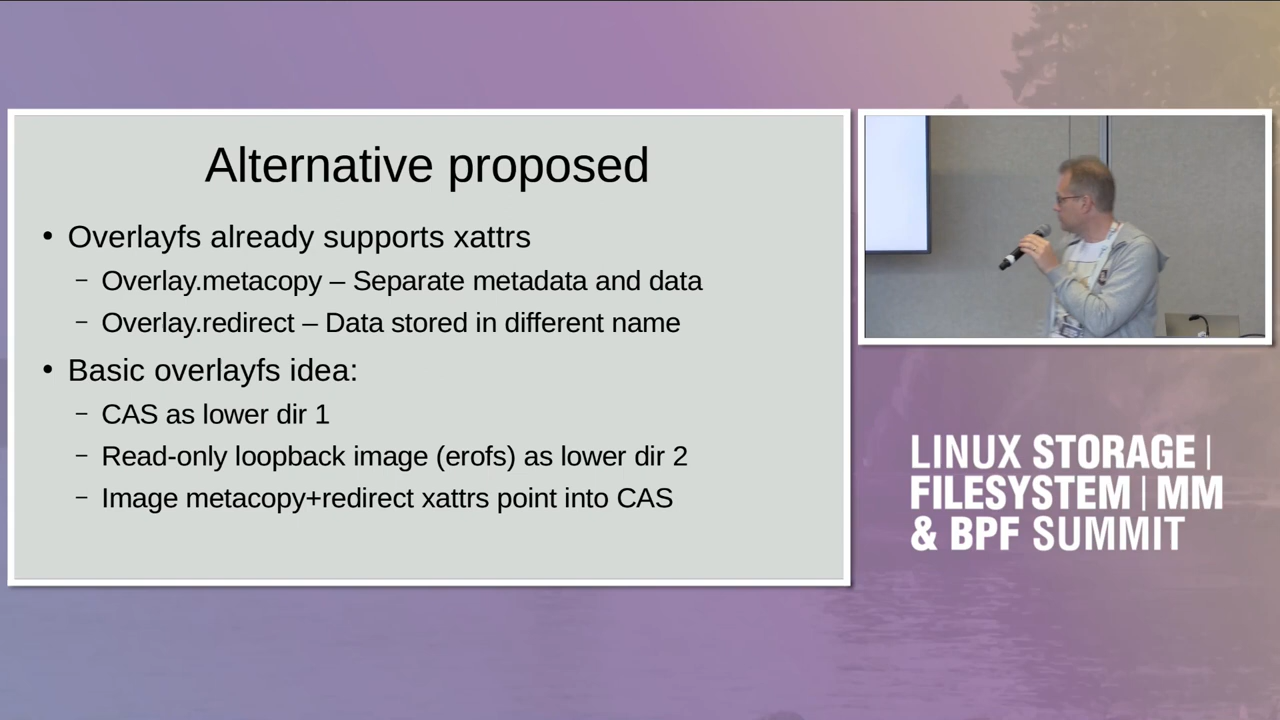 Alternative proposed
• Overlayfs already supports xattrs
– Overlay.metacopy – Separate metadata and data
– Overlay.redirect – Data stored in different name
• Basic overlayfs idea:
– CAS as lower dir 1
– Read-only loopback image (erofs) as lower dir 2
– Image metacopy+redirect xattrs point into CAS
LINUX STORAGE |
FILESYSTEM | MM
& BPF SUMMIT